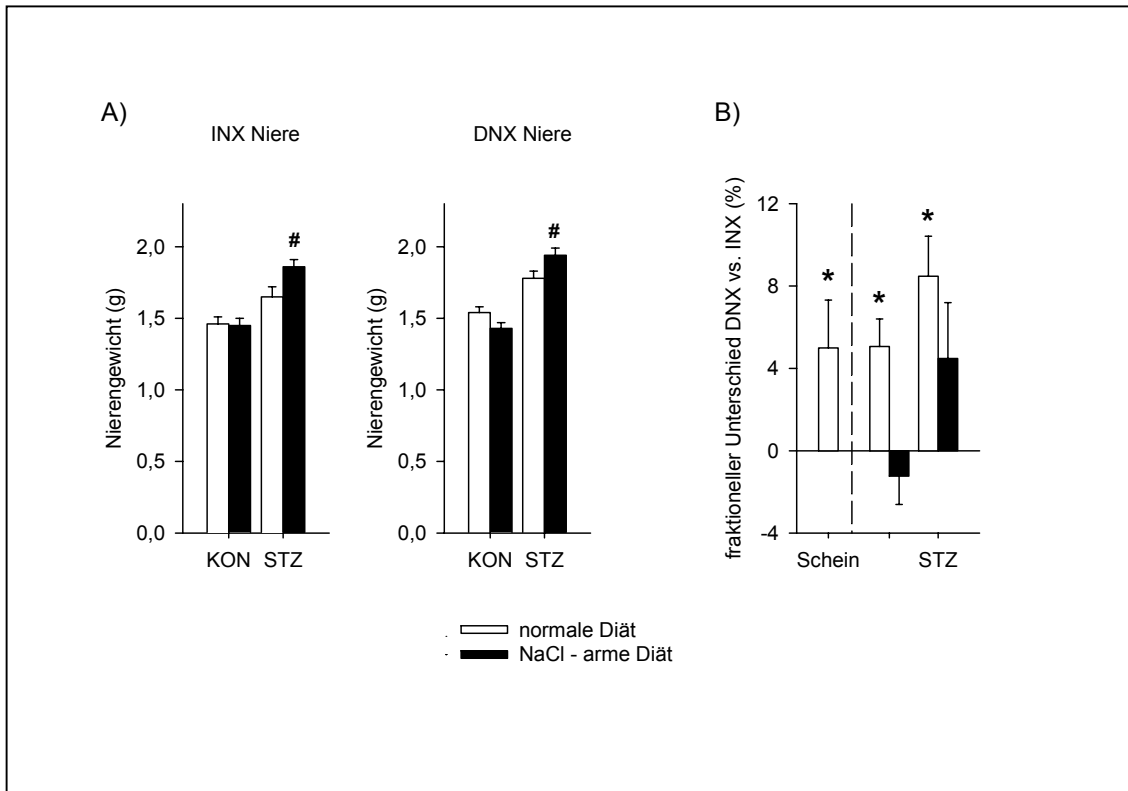 A)
INX Niere
Nierengewicht (g)
2,0
1,5
1,0
0,5
0,0
#
KON STZ
DNX Niere
Nierengewicht (g)
2,0
1,5
1,0
0,5
0,0
#
KON STZ
B)
fraktioneller Unterschied DNX vs. INX (%)
12
8
4
0
-4
*
*
*
Schein
STZ
normale Diät
NaCl - arme Diät